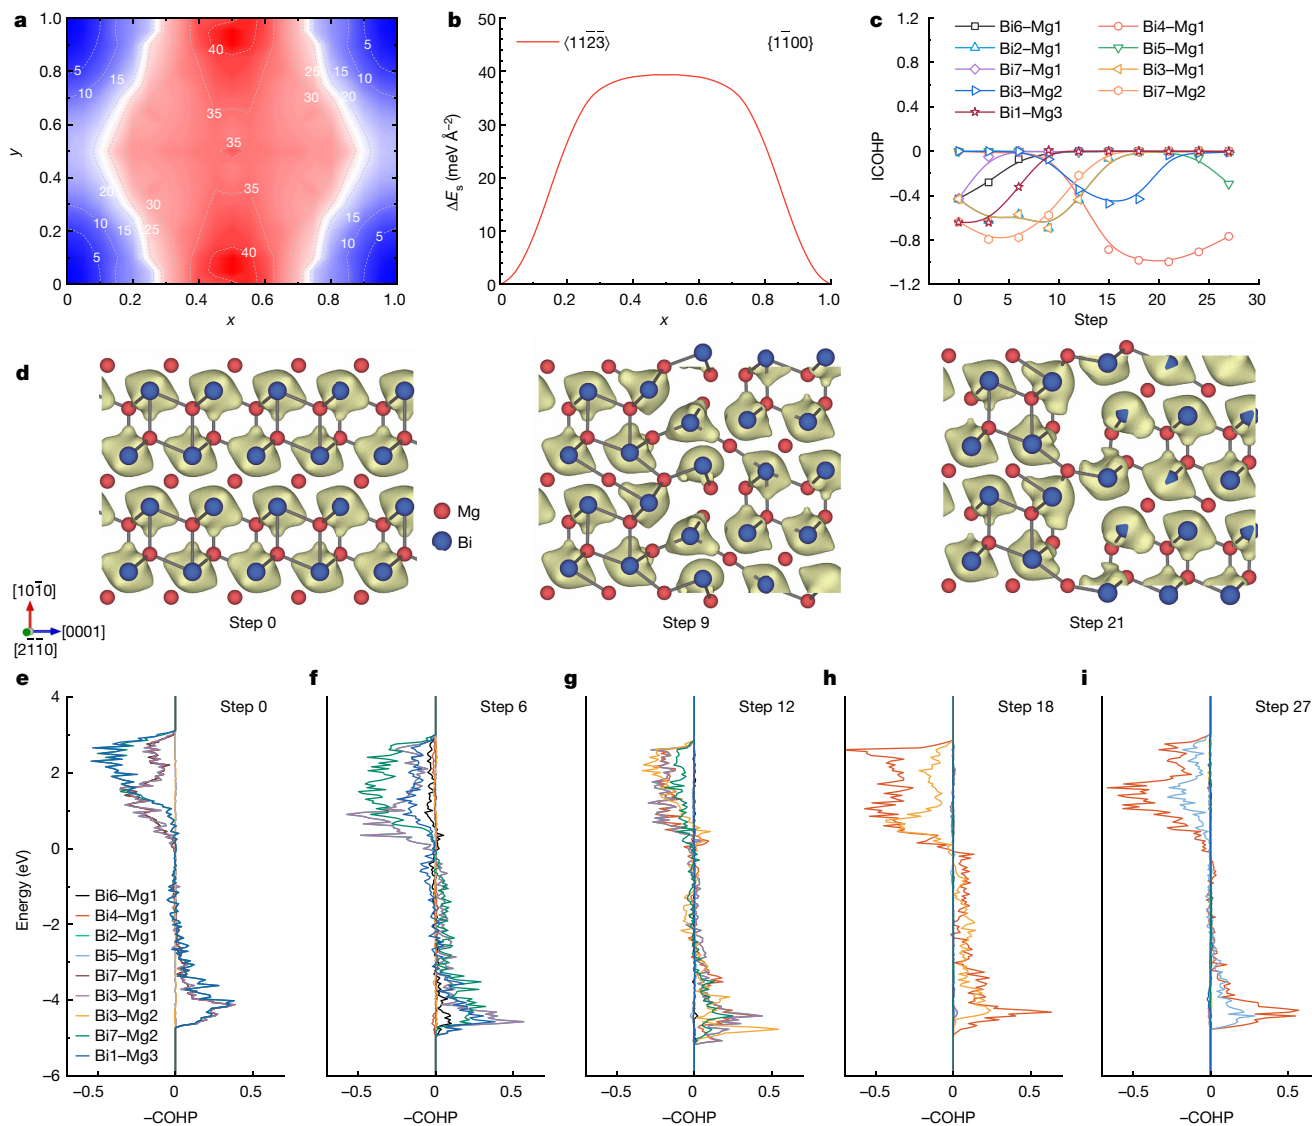 a
1.0
0.8
0.6
0.4
0.2
0
y
0 0.2 0.4 0.6 0.8 1.0
x
5 10 15 40 25 30 20 15 5 10
35 35 35
20 15 5 30 25 40 30 25 20 15 10 5
b
50
40
30
20
10
0
ΔEs (meV Å−2)
⟨112̅3̅⟩ {11̅00}
0 0.2 0.4 0.6 0.8 1.0
x
c
1.2
0.8
0.4
0
−0.4
−0.8
−1.2
ICOHP
Bi6–Mg1 Bi4–Mg1
Bi2–Mg1 Bi5–Mg1
Bi7–Mg1 Bi3–Mg1
Bi3–Mg2 Bi7–Mg2
Bi1–Mg3
0 5 10 15 20 25 30
Step
d
Mg
Bi
[101̅0]
[0001]
[21̅1̅0]
Step 0
Step 9
Step 21
e
Step 0
4
2
0
−2
−4
−6
Energy (eV)
Bi6–Mg1
Bi4–Mg1
Bi2–Mg1
Bi5–Mg1
Bi7–Mg1
Bi3–Mg1
Bi3–Mg2
Bi7–Mg2
Bi1–Mg3
−0.5 0 0.5
−COHP
f
Step 6
−0.5 0 0.5
−COHP
g
Step 12
−0.5 0 0.5
−COHP
h
Step 18
−0.5 0 0.5
−COHP
i
Step 27
−0.5 0 0.5
−COHP